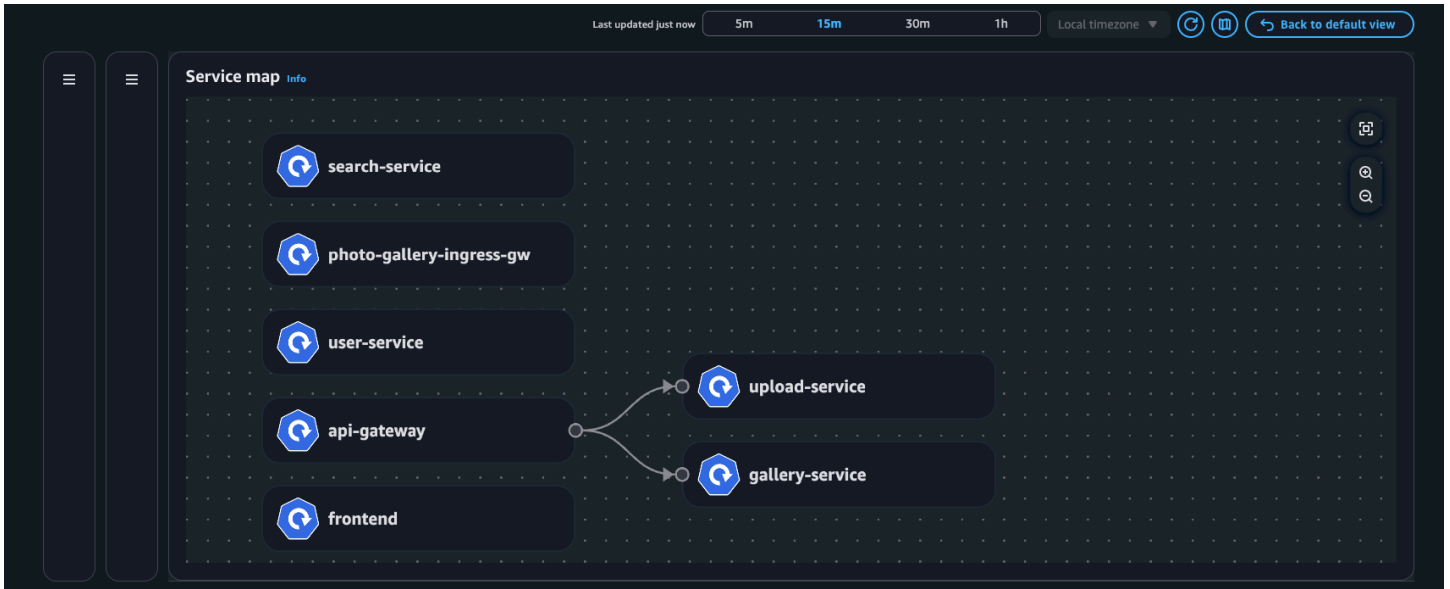 Last updated just now 5m 15m 30m 1h Local timezone Back to default view
Service map Info
search-service
photo-gallery-ingress-gw
user-service
upload-service
api-gateway
gallery-service
frontend